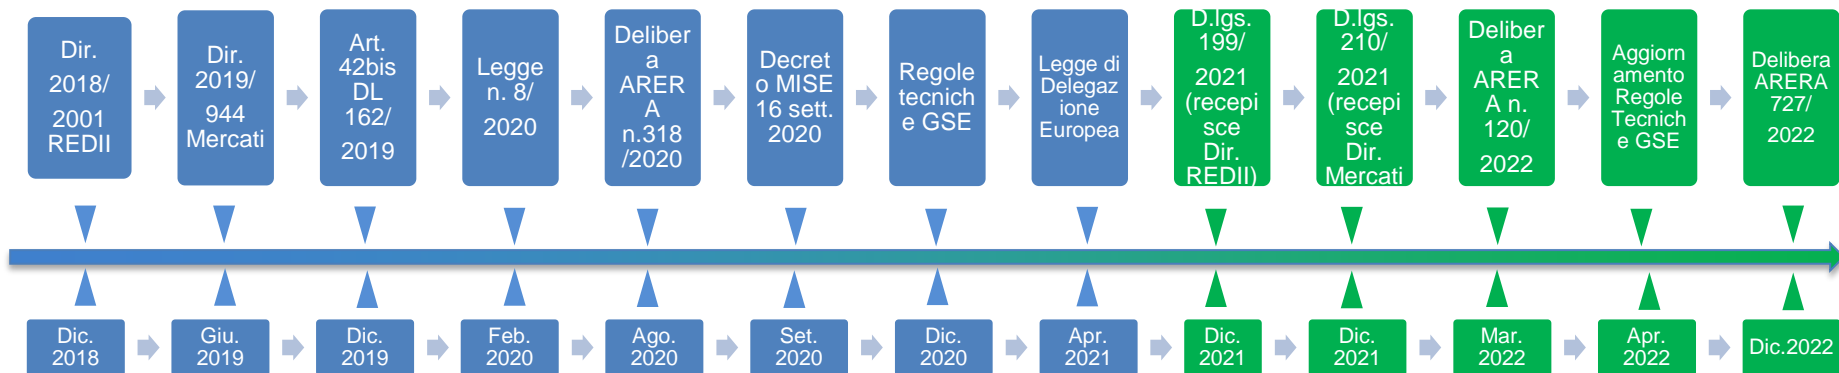 Dir.
2018/
2001
REDII
Dir.
2019/
944
Mercati
Art.
42bis
DL
162/
2019
Legge
n. 8/
2020
Deliber
a
ARER
A
n.318
/2020
Decret
o MISE
16 sett.
2020
Regole
tecnich
e GSE
Legge di
Delegaz
ione
Europea
D.lgs.
199/
2021
(recepi
sce
Dir.
REDII)
D.lgs.
210/
2021
(recepi
sce
Dir.
Mercati
Deliber
a
ARER
A n.
120/
2022
Aggiorn
amento
Regole
Tecnich
e GSE
Delibera
ARERA
727/
2022
Dic.
2018
Giu.
2019
Dic.
2019
Feb.
2020
Ago.
2020
Set.
2020
Dic.
2020
Apr.
2021
Dic.
2021
Dic.
2021
Mar.
2022
Apr.
2022
Dic.2022